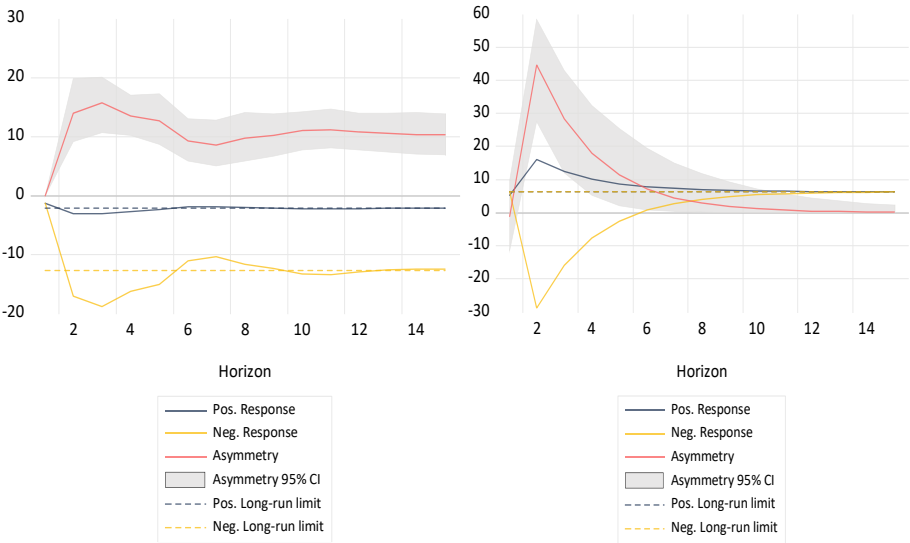 30
20
10
0
-10
-20
2 4 6 8 10 12 14
Horizon
Pos. Response
Neg. Response
Asymmetry
Asymmetry 95% CI
Pos. Long-run limit
Neg. Long-run limit
60
50
40
30
20
10
0
-10
-20
-30
2 4 6 8 10 12 14
Horizon
Pos. Response
Neg. Response
Asymmetry
Asymmetry 95% CI
Pos. Long-run limit
Neg. Long-run limit